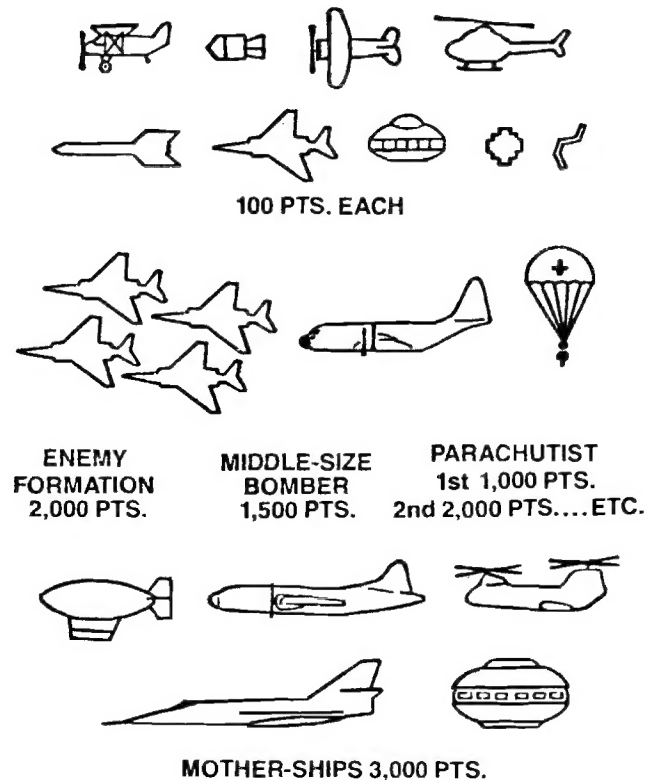 100 PTS. EACH
ENEMY
FORMATION
2,000 PTS.
MIDDLE-SIZE
BOMBER
1,500 PTS.
PARACHUTIST
1st 1,000 PTS.
2nd 2,000 PTS....ETC.
MOTHER-SHIPS 3,000 PTS.